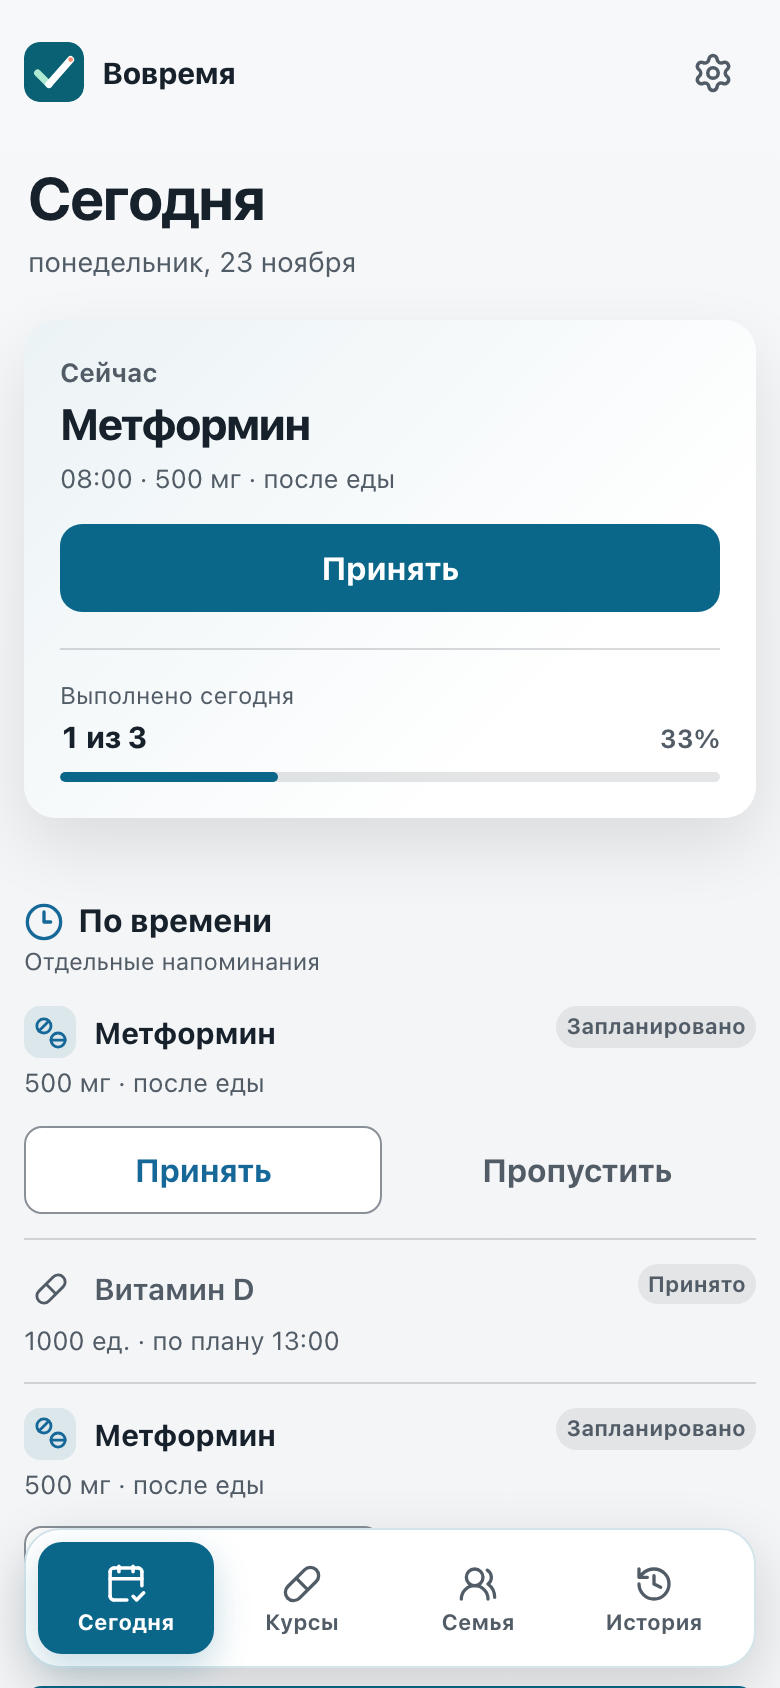 Вовремя
Сегодня
понедельник, 23 ноября
Сейчас
Метформин
08:00 · 500 мг · после еды
Принять
Выполнено сегодня
1 из 3
33%
По времени
Отдельные напоминания
Метформин
Запланировано
500 мг · после еды
Принять
Пропустить
Витамин D
Принято
1000 ед. · по плану 13:00
Метформин
Запланировано
500 мг · после еды
Сегодня
Курсы
Семья
История